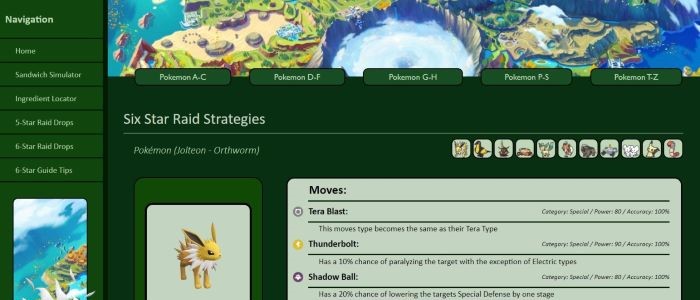 Navigation
Home
Sandwich Simulator
Ingredient Locator
5-Star Raid Drops
6-Star Raid Drops
6-Star Guide Tips
Pokemon A-C
Pokemon D-F
Pokemon G-H
Pokemon P-S
Pokemon T-Z
Six Star Raid Strategies
Pokémon (Jolteon - Orthworm)
Moves:
Tera Blast: Category: Special / Power: 80 / Accuracy: 100%
This moves type becomes the same as their Tera Type
Thunderbolt: Category: Special / Power: 90 / Accuracy: 100%
Has a 10% chance of paralyzing the target with the exception of Electric types
Shadow Ball: Category: Special / Power: 80 / Accuracy: 100%
Has a 20% chance of lowering the targets Special Defense by one stage